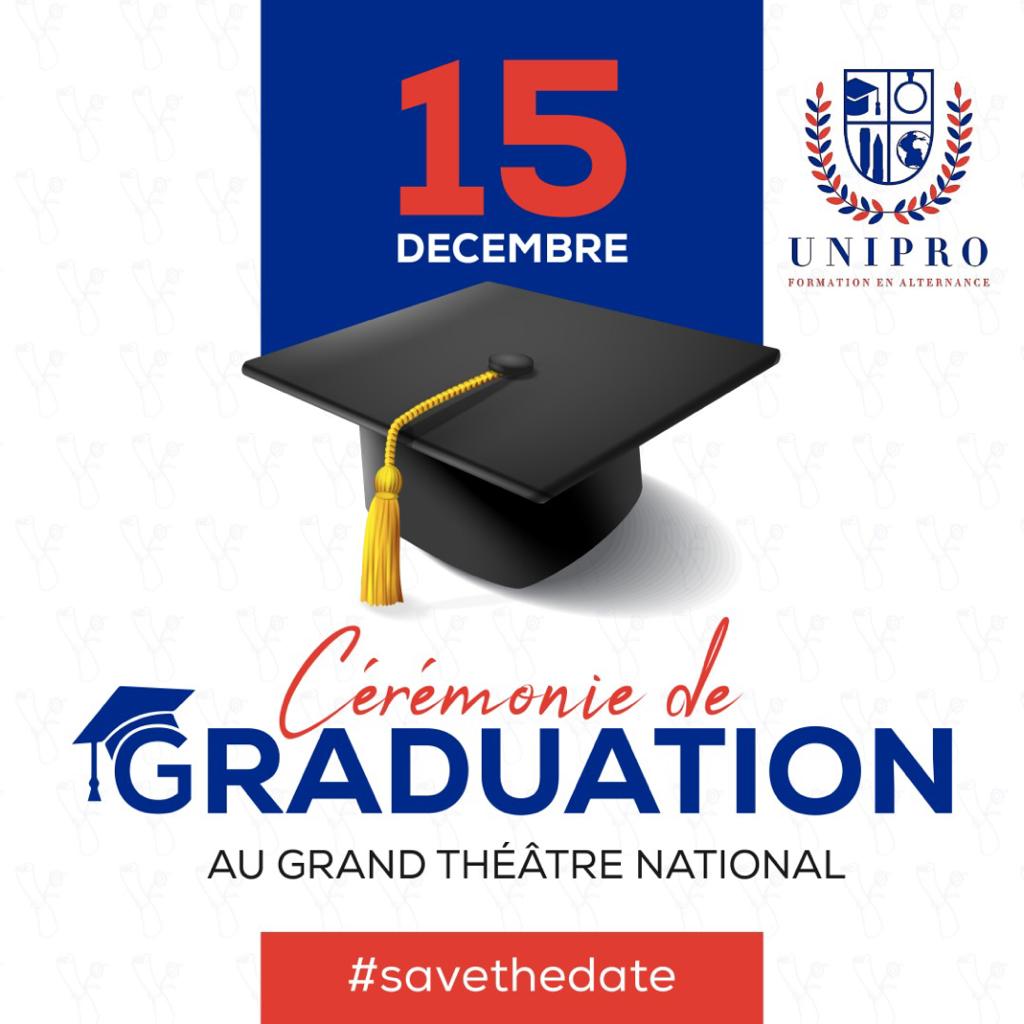 15
DECEMBRE
UNIPRO
FORMATION EN ALTERNANCE
Cérémonie de
GRADUATION
AU GRAND THÉÂTRE NATIONAL
#savethedate